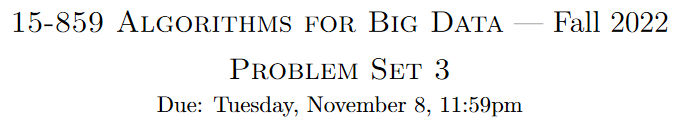 15-859 Algorithms for Big Data — Fall 2022
Problem Set 3
Due: Tuesday, November 8, 11:59pm